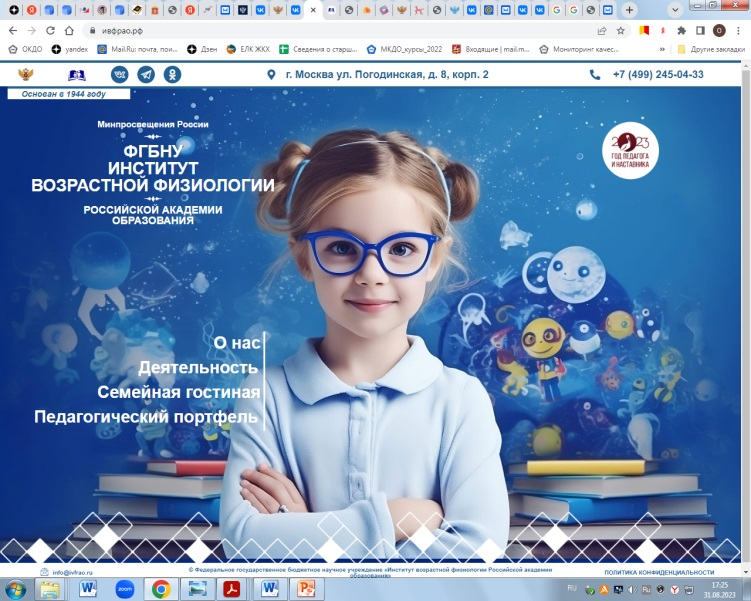 ивфрао.рф
ОКДО
yandex
Mail.Ru: почта, пои...
Дзен
ЕЛК ЖКХ
Сведения о старш...
МКДО_курсы_2022
Входящие | mail.m...
Мониторинг качес...
»
Другие закладки
г. Москва ул. Погодинская, д. 8, корп. 2
+7 (499) 245-04-33
Основан в 1944 году
Минпросвещения России
ФГБНУ
ИНСТИТУТ
ВОЗРАСТНОЙ ФИЗИОЛОГИИ
РОССИЙСКОЙ АКАДЕМИИ
ОБРАЗОВАНИЯ
2023
ГОД ПЕДАГОГА
И НАСТАВНИКА
О нас
Деятельность
Семейная гостиная
Педагогический портфель
info@ivfrao.ru
© Федеральное государственное бюджетное научное учреждение «Институт возрастной физиологии Российской академии
образования»
ПОЛИТИКА КОНФИДЕНЦИАЛЬНОСТИ
zoom
RU
17:25
31.08.2023